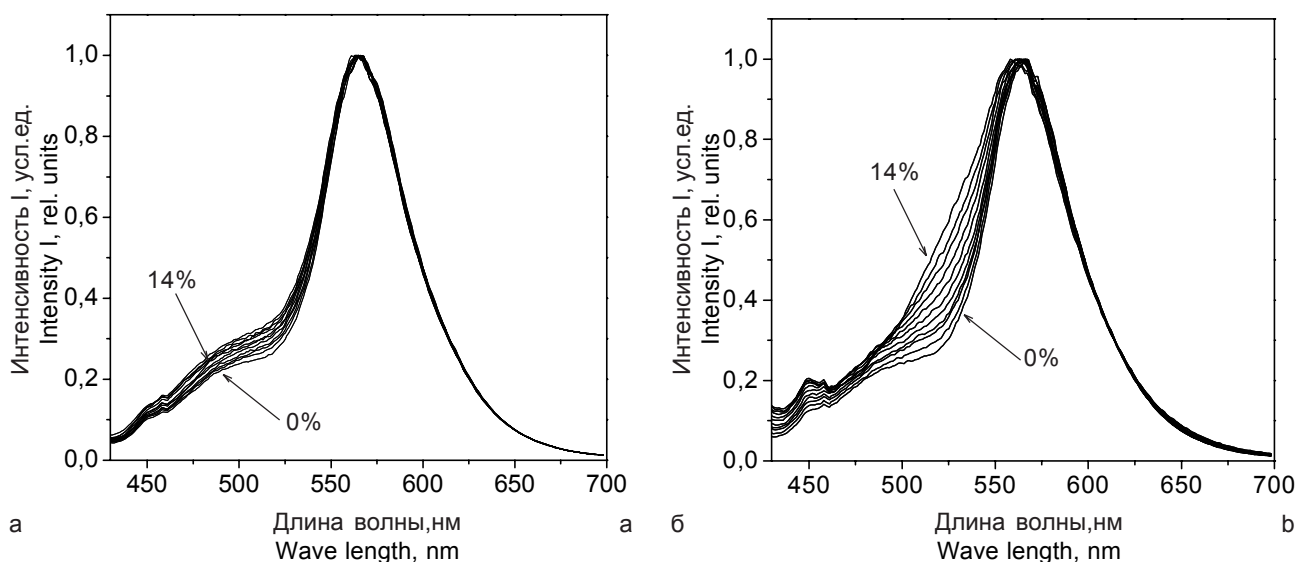 Интенсивность I, усл.ед.
Intensity I, rel. units
1,0
0,8
0,6
0,4
0,2
0,0
14%
0%
450 500 550 600 650 700
Длина волны,нм
Wave length, nm
а
a
Интенсивность I, усл.ед.
Intensity I, rel. units
1,0
0,8
0,6
0,4
0,2
0,0
14%
0%
450 500 550 600 650 700
Длина волны,нм
Wave length, nm
б
b